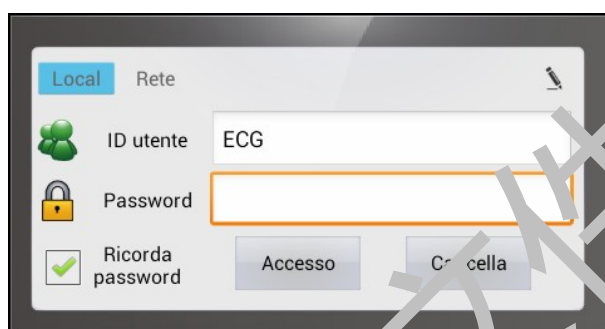 Local Rete
ID utente ECG
Password
Ricorda
password
Accesso Cancella